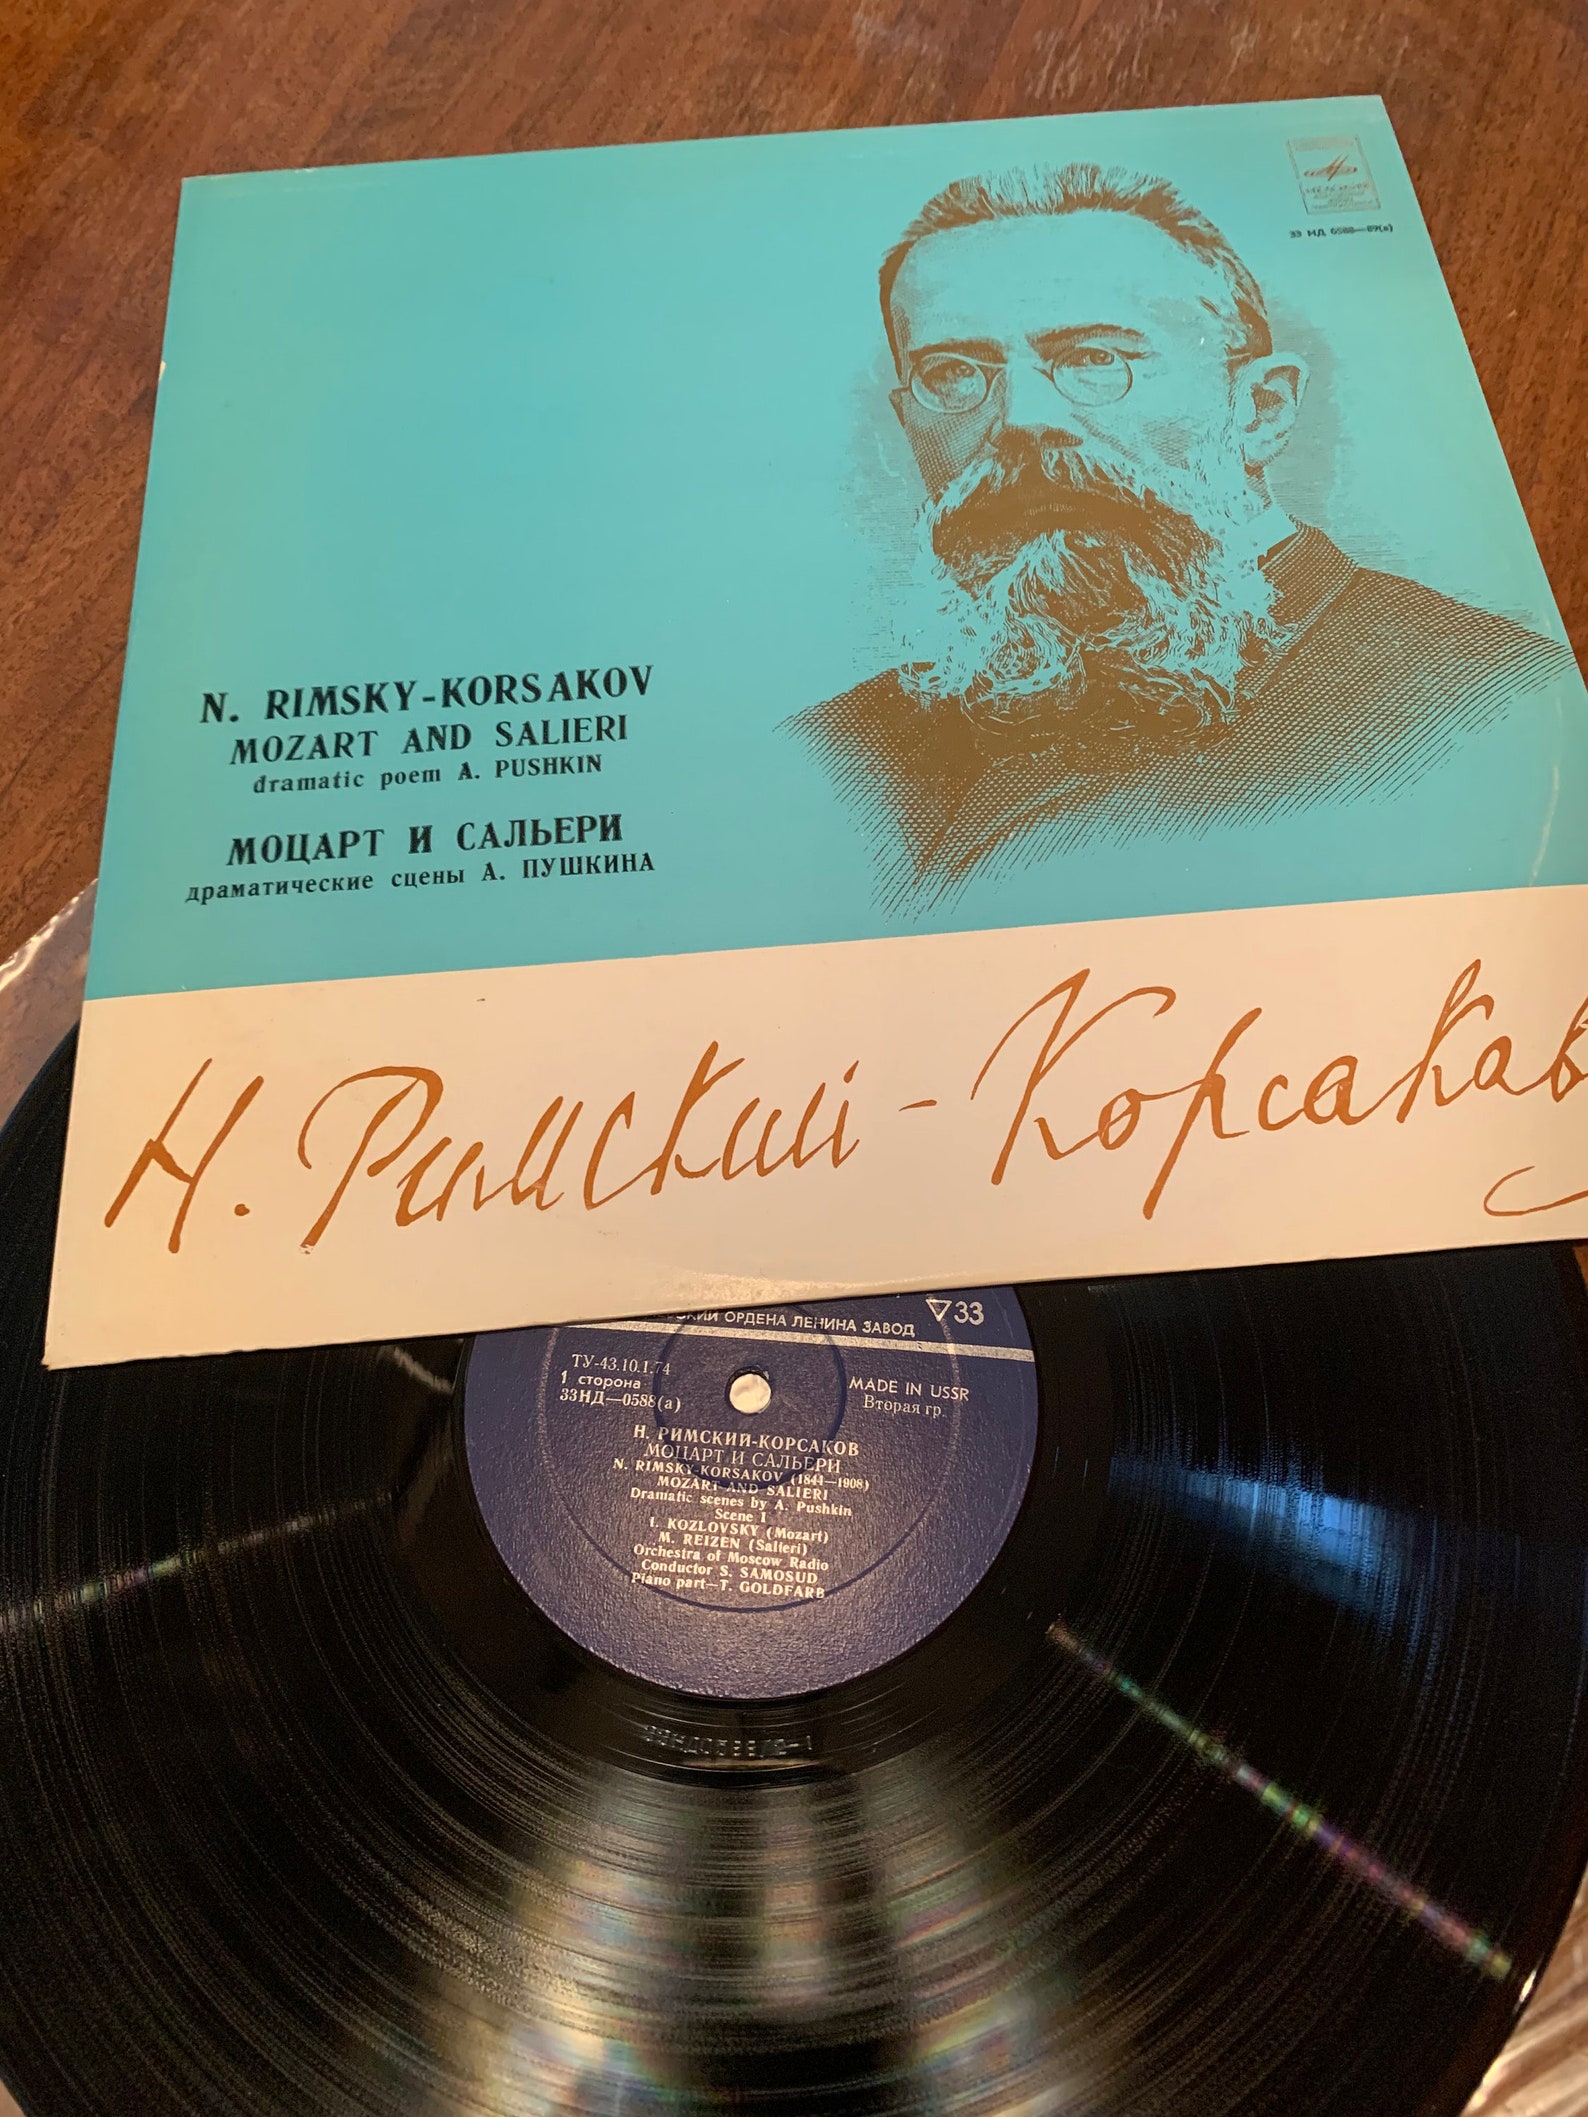 МЕЛОДИЯ
33 НД 6588—89(а)
N. RIMSKY-KORSAKOV
MOZART AND SALIERI
dramatic poem A. PUSHKIN
МОЦАРТ И САЛЬЕРИ
драматические сцены А. ПУШКИНА
Н. Римский-Корсаков
ОРДЕНА ЛЕНИНА ЗАВОД
33
ТУ-43.10.1.74
1 сторона
33НД—0588(а)
MADE IN USSR
Вторая гр.
Н. РИМСКИЙ-КОРСАКОВ
МОЦАРТ И САЛЬЕРИ
N. RIMSKY-KORSAKOV (1844—1908)
MOZART AND SALIERI
Dramatic scenes by A. Pushkin
Scene I
I. KOZLOVSKY (Mozart)
M. REIZEN (Salieri)
Orchestra of Moscow Radio
Conductor S. SAMOSUD
Piano part—T. GOLDFARB